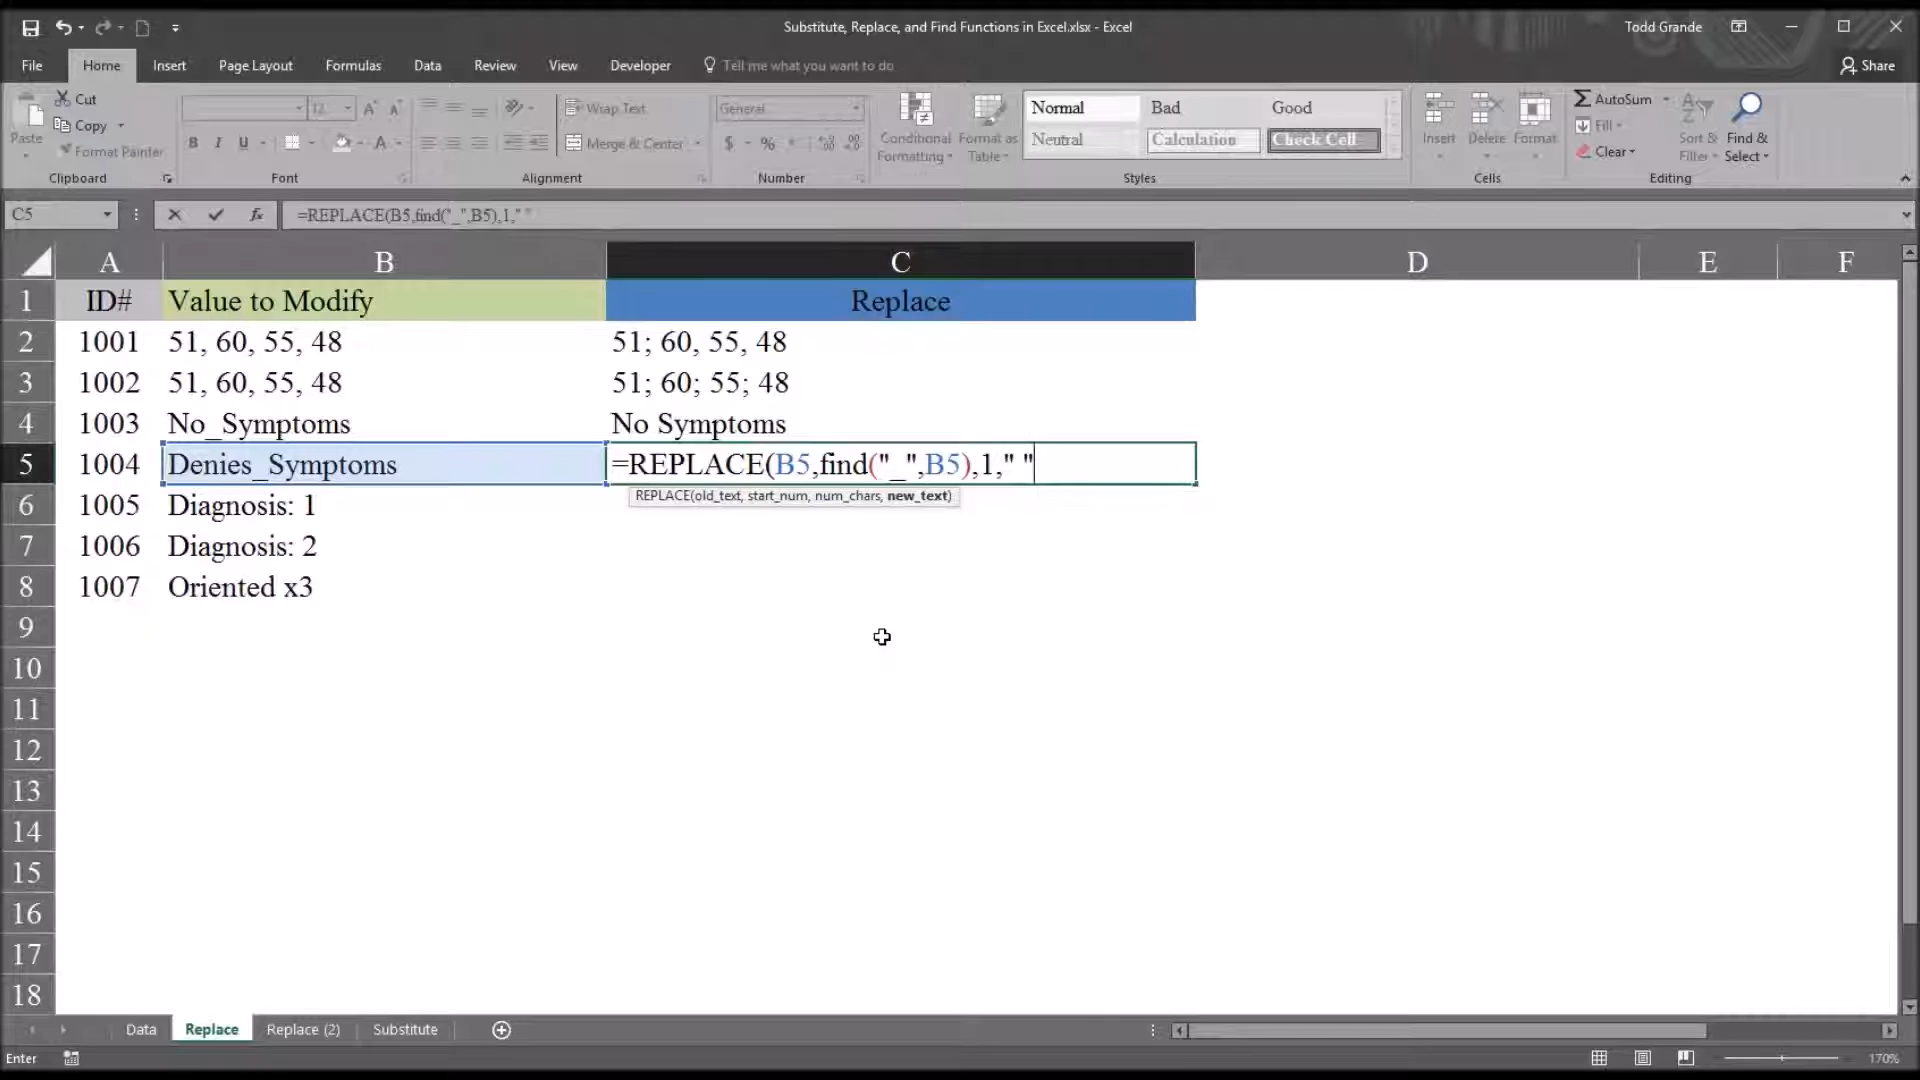 Substitute, Replace, and Find Functions in Excel.xlsx - Excel
Todd Grande
File Home Insert Page Layout Formulas Data Review View Developer Tell me what you want to do
Share
Paste
Cut
Copy
Format Painter
Clipboard
12
A A
B I U A
Font
Wrap Text
Merge & Center
Alignment
General
$ % ,
Number
Conditional Formatting
Format as Table
Normal Bad Good
Neutral Calculation Check Cell
Styles
Insert Delete Format
Cells
AutoSum
Fill
Clear
Sort & Filter
Find & Select
Editing
C5 fx =REPLACE(B5,find("_",B5),1," "
A B C D E F
1 ID# Value to Modify Replace
2 1001 51, 60, 55, 48 51; 60, 55, 48
3 1002 51, 60, 55, 48 51; 60; 55; 48
4 1003 No_Symptoms No Symptoms
5 1004 Denies_Symptoms =REPLACE(B5,find("_",B5),1," "
REPLACE(old_text, start_num, num_chars, new_text)
6 1005 Diagnosis: 1
7 1006 Diagnosis: 2
8 1007 Oriented x3
9
10
11
12
13
14
15
16
17
18
Data Replace Replace (2) Substitute
Enter
170%